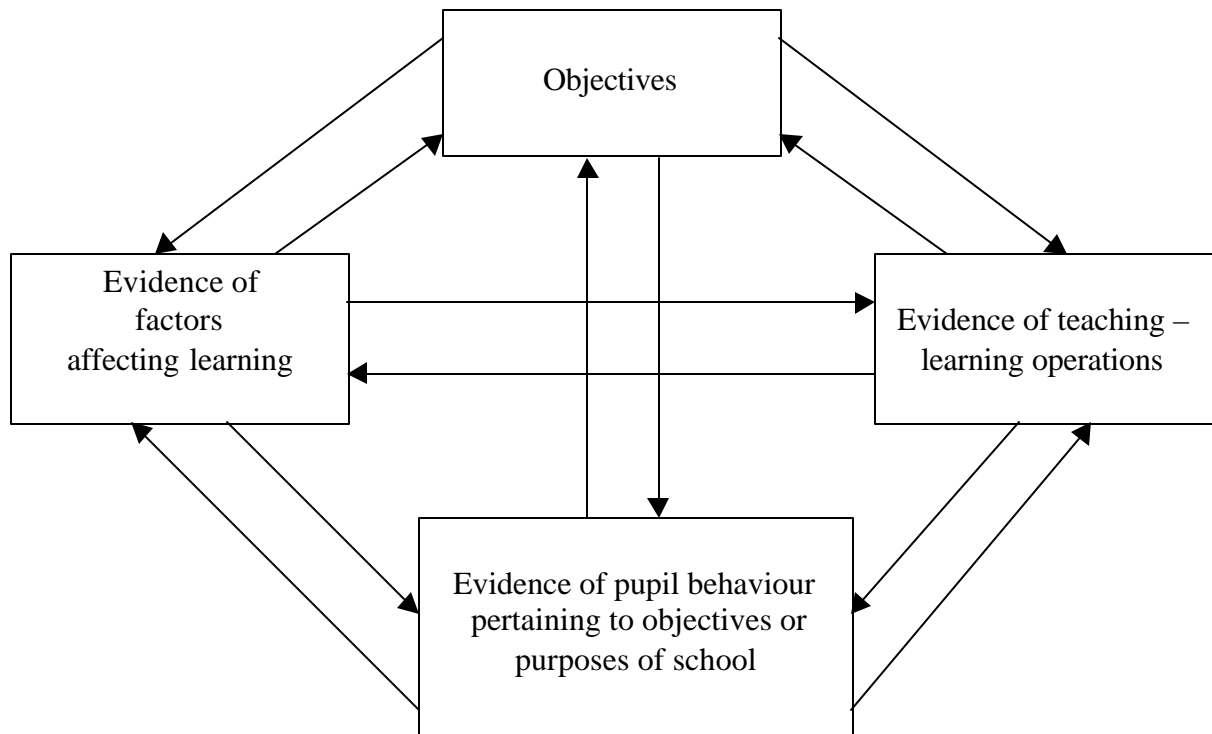 Objectives
Evidence of
factors
affecting learning
Evidence of teaching –
learning operations
Evidence of pupil behaviour
pertaining to objectives or
purposes of school